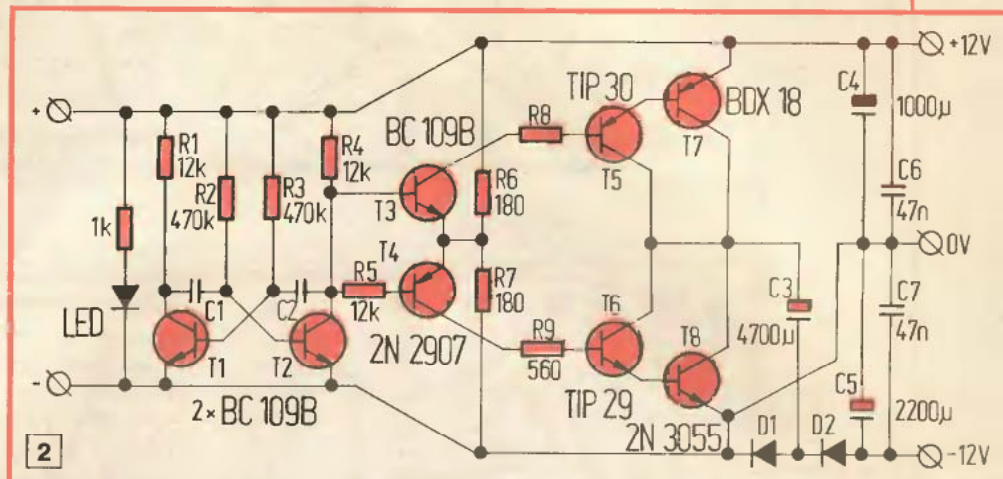 +
-
LED
1k
R1
12k
R2
470k
R3
470k
R4
12k
C1
C2
T1
T2
2× BC 109B
R5
12k
BC 109B
T3
T4
2N 2907
R6
180
R7
180
R8
R9
560
TIP 30
T5
BDX 18
T7
T6
TIP 29
T8
2N 3055
C3
4700µ
D1
D2
C4
1000µ
C6
47n
C7
47n
C5
2200µ
+12V
0V
-12V
2